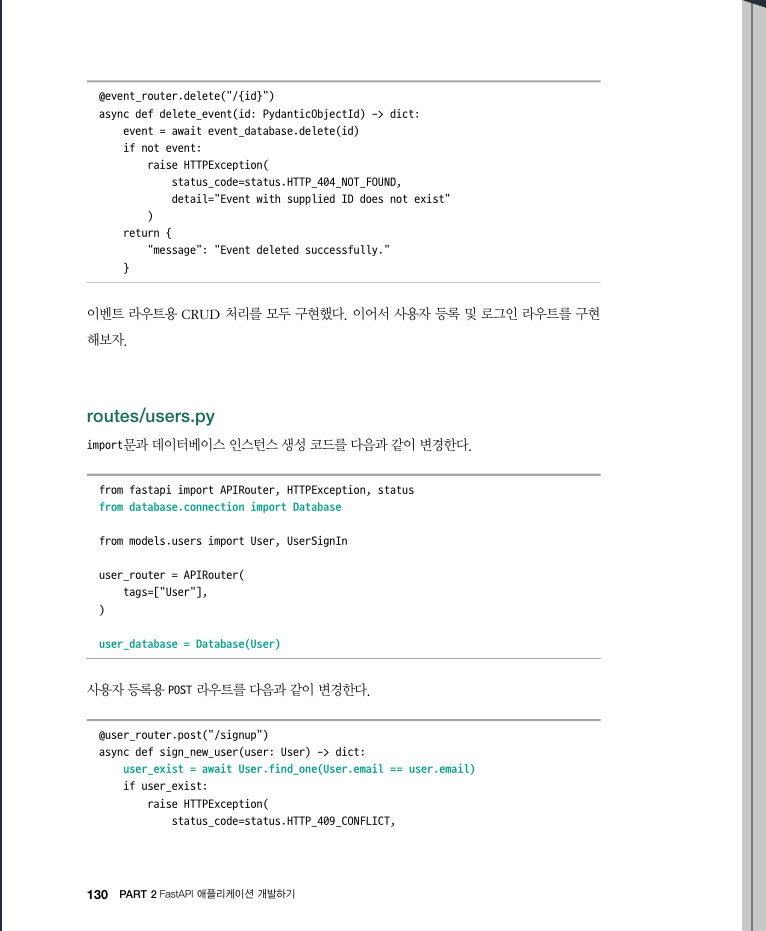 @event_router.delete("/{id}")
async def delete_event(id: PydanticObjectId) -> dict:
    event = await event_database.delete(id)
    if not event:
        raise HTTPException(
            status_code=status.HTTP_404_NOT_FOUND,
            detail="Event with supplied ID does not exist"
        )
    return {
        "message": "Event deleted successfully."
    }
이벤트 라우트용 CRUD 처리를 모두 구현했다. 이어서 사용자 등록 및 로그인 라우트를 구현
해보자.
routes/users.py
import문과 데이터베이스 인스턴스 생성 코드를 다음과 같이 변경한다.
from fastapi import APIRouter, HTTPException, status
from database.connection import Database
from models.users import User, UserSignIn
user_router = APIRouter(
    tags=["User"],
)
user_database = Database(User)
사용자 등록용 POST 라우트를 다음과 같이 변경한다.
@user_router.post("/signup")
async def sign_new_user(user: User) -> dict:
    user_exist = await User.find_one(User.email == user.email)
    if user_exist:
        raise HTTPException(
            status_code=status.HTTP_409_CONFLICT,
130 PART 2 FastAPI 애플리케이션 개발하기